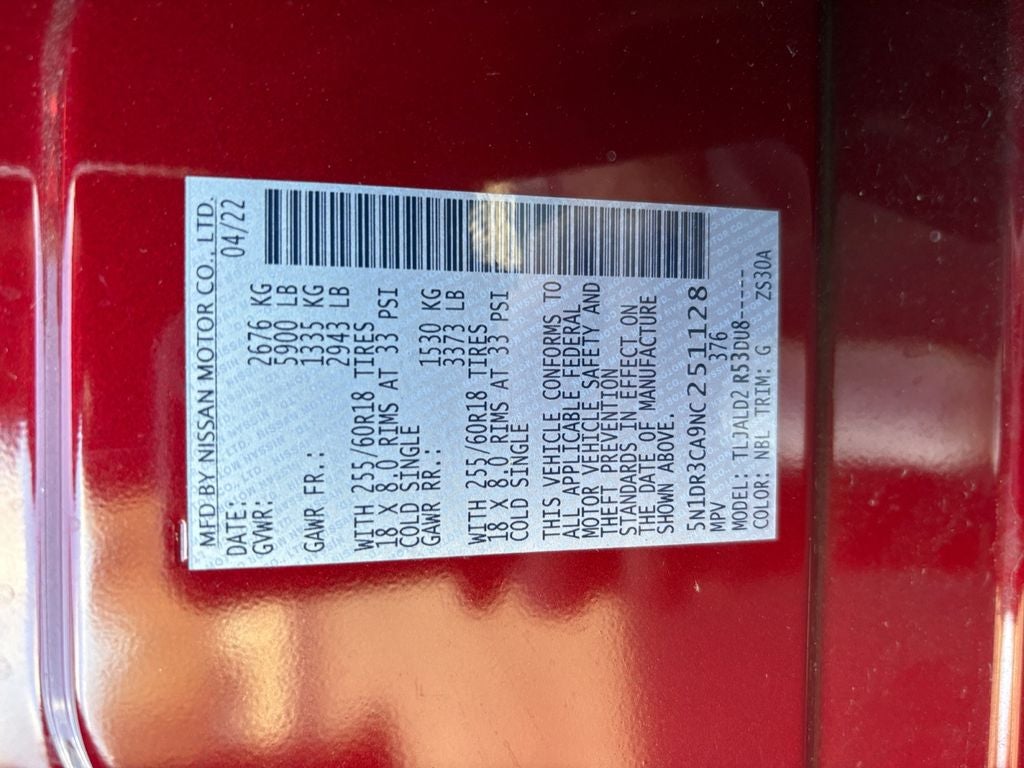 MFD BY NISSAN MOTOR CO., LTD.
DATE: 04/22
GVWR: 2676 KG
5900 LB
GAWR FR.: 1335 KG
2943 LB
WITH 255/60R18 TIRES
18 X 8.0 RIMS AT 33 PSI
COLD SINGLE
GAWR RR.: 1530 KG
3373 LB
WITH 255/60R18 TIRES
18 X 8.0 RIMS AT 33 PSI
COLD SINGLE
THIS VEHICLE CONFORMS TO
ALL APPLICABLE FEDERAL
MOTOR VEHICLE SAFETY AND
THEFT PREVENTION
STANDARDS IN EFFECT ON
THE DATE OF MANUFACTURE
SHOWN ABOVE.
5N1DR3CA9NC251128
MPV 376
MODEL: TLJALD2 R53DU8-----
COLOR: NBL TRIM: G ZS30A